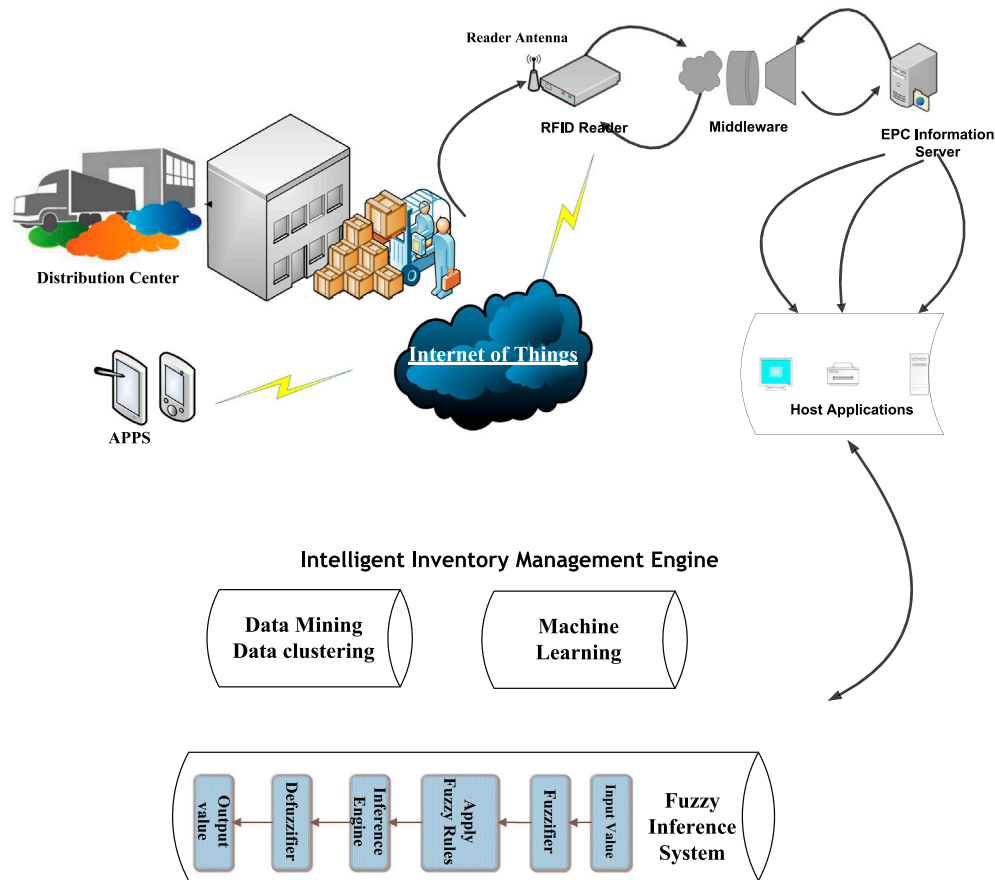 Reader Antenna
RFID Reader
Middleware
EPC Information
Server
Distribution Center
Internet of Things
APPS
Host Applications
Intelligent Inventory Management Engine
Data Mining
Data clustering
Machine
Learning
Output
value
Defuzzifier
Inference
Engine
Apply
Fuzzy Rules
Fuzzifier
Input Value
Fuzzy
Inference
System